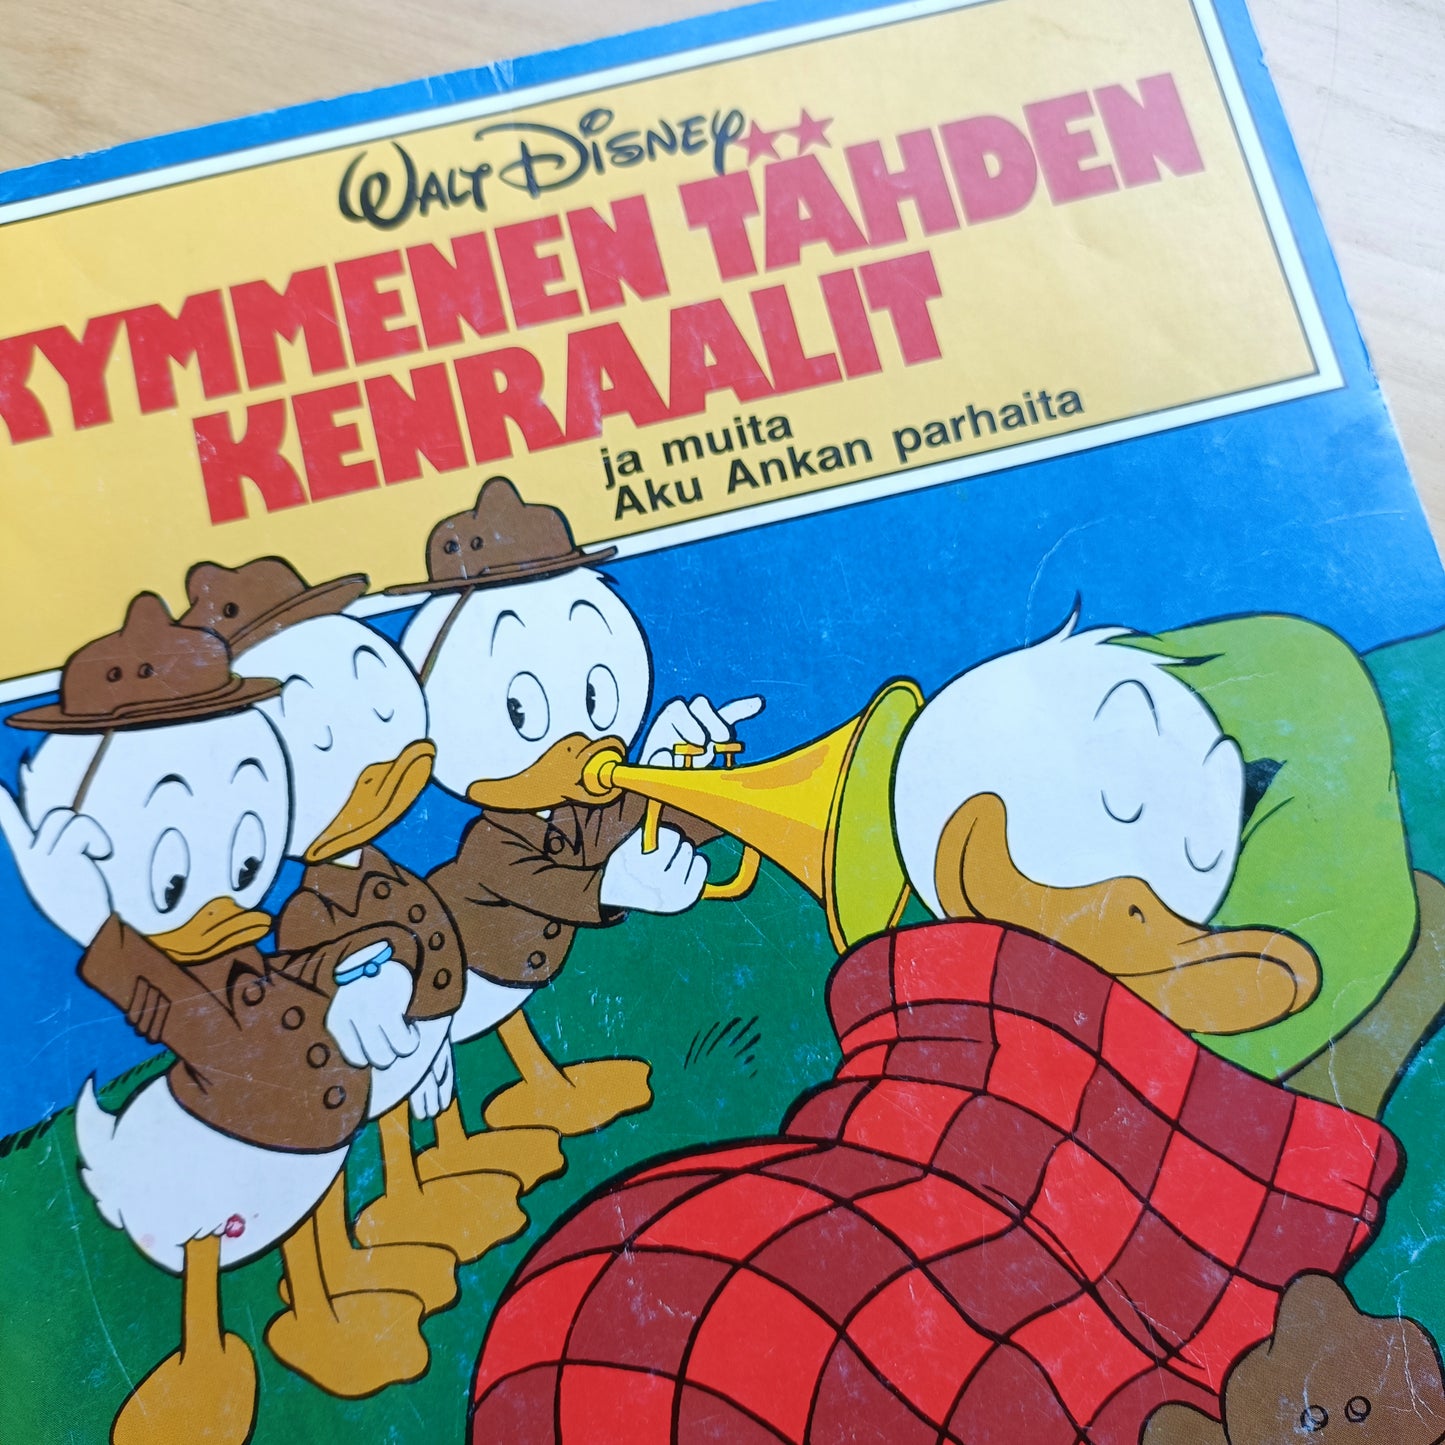 WALT DISNEY
KYMMENEN TÄHDEN
KENRAALIT
ja muita
Aku Ankan parhaita